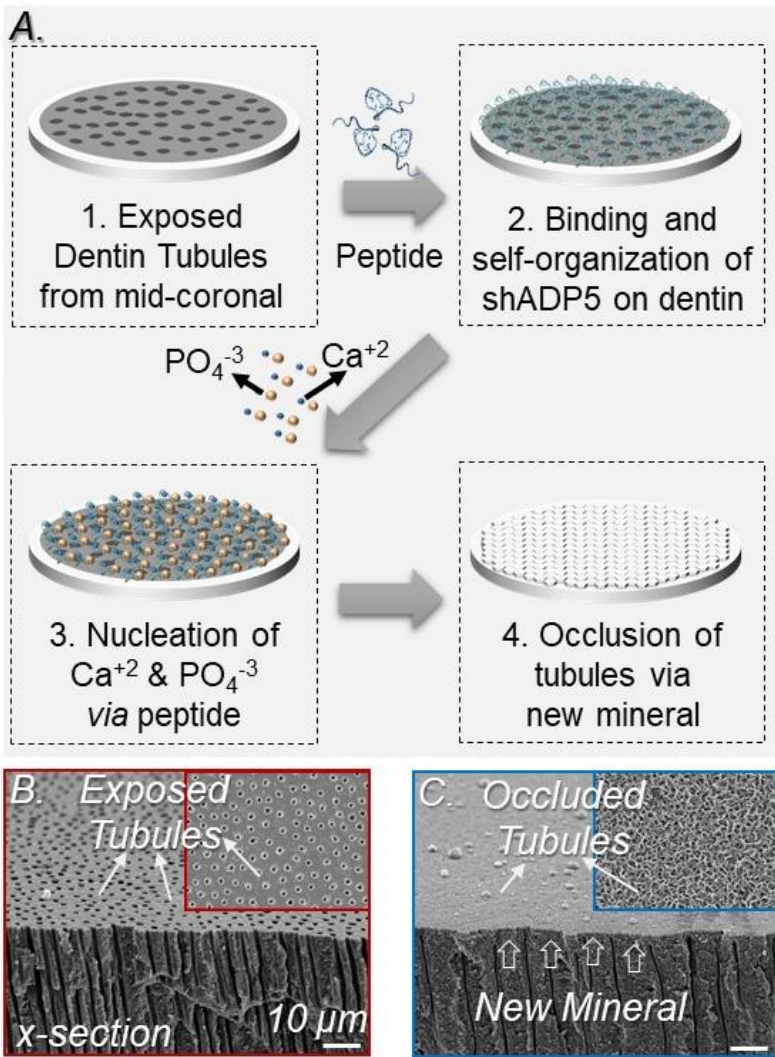 A.
1. Exposed
Dentin Tubules
from mid-coronal
Peptide
2. Binding and
self-organization of
shADP5 on dentin
PO₄⁻³
Ca⁺²
3. Nucleation of
Ca⁺² & PO₄⁻³
via peptide
4. Occlusion of
tubules via
new mineral
B. Exposed
Tubules
x-section
10 µm
C. Occluded
Tubules
New Mineral